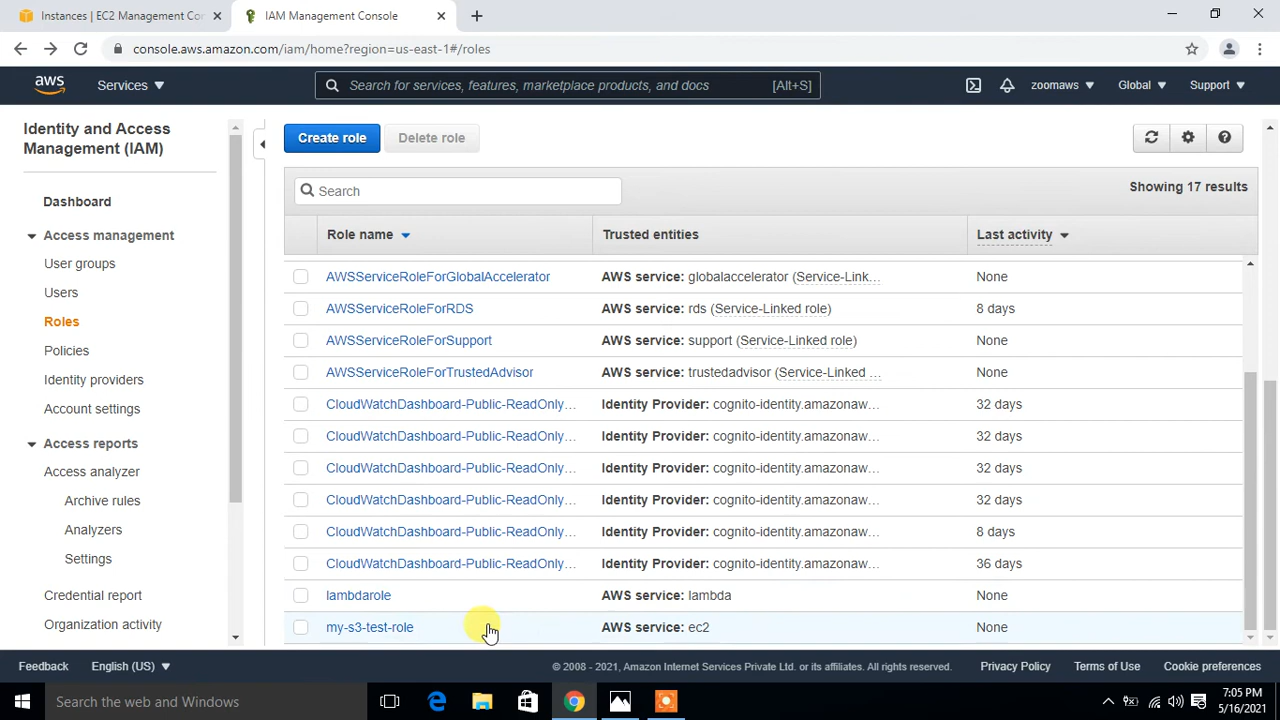 Instances | EC2 Management Cor
IAM Management Console
console.aws.amazon.com/iam/home?region=us-east-1#/roles
aws
Services
Search for services, features, marketplace products, and docs
[Alt+S]
zoomaws
Global
Support
Identity and Access
Management (IAM)
Dashboard
Access management
User groups
Users
Roles
Policies
Identity providers
Account settings
Access reports
Access analyzer
Archive rules
Analyzers
Settings
Credential report
Organization activity
Create role
Delete role
Search
Showing 17 results
Role name
Trusted entities
Last activity
AWSServiceRoleForGlobalAccelerator AWS service: globalaccelerator (Service-Link... None
AWSServiceRoleForRDS AWS service: rds (Service-Linked role) 8 days
AWSServiceRoleForSupport AWS service: support (Service-Linked role) None
AWSServiceRoleForTrustedAdvisor AWS service: trustedadvisor (Service-Linked ... None
CloudWatchDashboard-Public-ReadOnly... Identity Provider: cognito-identity.amazonaw... 32 days
CloudWatchDashboard-Public-ReadOnly... Identity Provider: cognito-identity.amazonaw... 32 days
CloudWatchDashboard-Public-ReadOnly... Identity Provider: cognito-identity.amazonaw... 32 days
CloudWatchDashboard-Public-ReadOnly... Identity Provider: cognito-identity.amazonaw... 32 days
CloudWatchDashboard-Public-ReadOnly... Identity Provider: cognito-identity.amazonaw... 8 days
CloudWatchDashboard-Public-ReadOnly... Identity Provider: cognito-identity.amazonaw... 36 days
lambdarole AWS service: lambda None
my-s3-test-role AWS service: ec2 None
Feedback
English (US)
© 2008 - 2021, Amazon Internet Services Private Ltd. or its affiliates. All rights reserved.
Privacy Policy
Terms of Use
Cookie preferences
Search the web and Windows
7:05 PM
5/16/2021